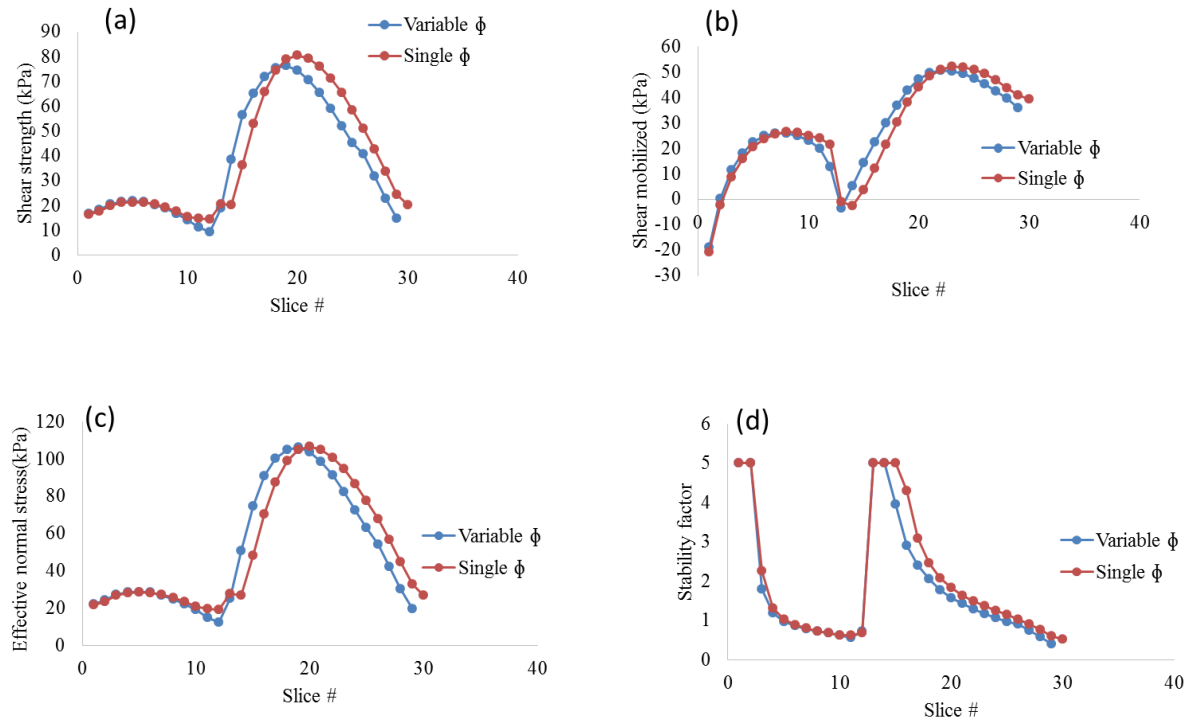 (a)
Shear strength (kPa)
90
80
70
60
50
40
30
20
10
0
0 10 20 30 40
Slice #
Variable ϕ
Single ϕ
(b)
Shear mobilized (kPa)
60
50
40
30
20
10
0
-10
-20
-30
0 10 20 30 40
Slice #
Variable ϕ
Single ϕ
(c)
Effective normal stress(kPa)
120
100
80
60
40
20
0
0 10 20 30 40
Slice #
Variable ϕ
Single ϕ
(d)
Stability factor
6
5
4
3
2
1
0
0 10 20 30 40
Slice #
Variable ϕ
Single ϕ